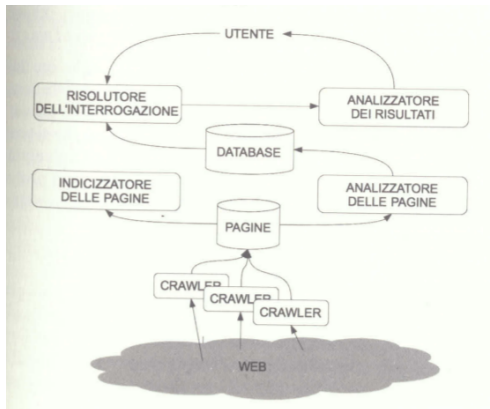 UTENTE
RISOLUTORE
DELL'INTERROGAZIONE
ANALIZZATORE
DEI RISULTATI
DATABASE
INDICIZZATORE
DELLE PAGINE
ANALIZZATORE
DELLE PAGINE
PAGINE
CRAWLER
CRAWLER
CRAWLER
WEB